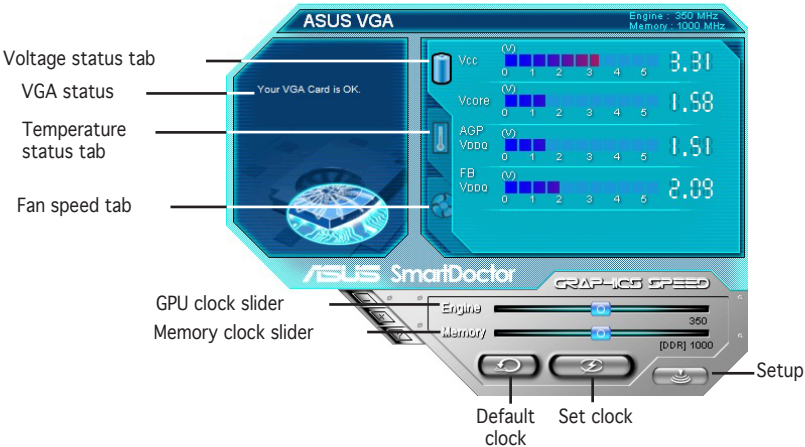 ASUS VGA
Engine : 350 MHz
Memory : 1000 MHz
Voltage status tab
VGA status
Temperature
status tab
Fan speed tab
Your VGA Card is OK.
Vcc
(V)
0 1 2 3 4 5
3.31
Vcore
(V)
0 1 2 3 4 5
1.58
AGP
VDDQ
(V)
0 1 2 3 4 5
1.51
FB
VDDQ
(V)
0 1 2 3 4 5
2.09
ASUS SmartDoctor
GRAPHICS SPEED
GPU clock slider
Memory clock slider
Engine
350
Memory
[DDR] 1000
Setup
Default
clock
Set clock